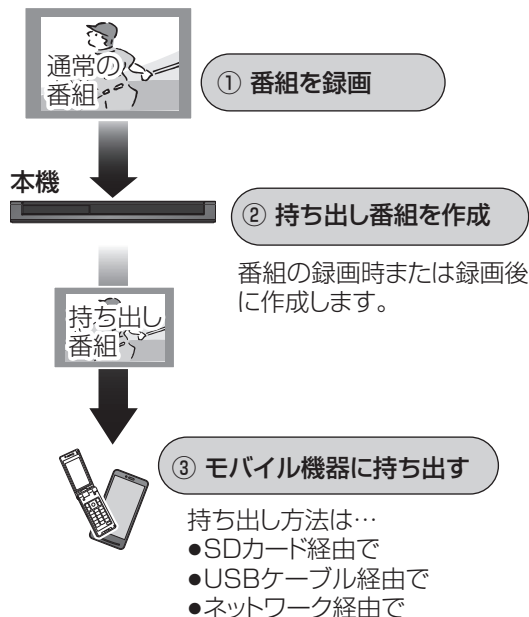 通常の
番組
① 番組を録画
本機
② 持ち出し番組を作成
番組の録画時または録画後
に作成します。
持ち出し
番組
③ モバイル機器に持ち出す
持ち出し方法は…
●SDカード経由で
●USBケーブル経由で
●ネットワーク経由で